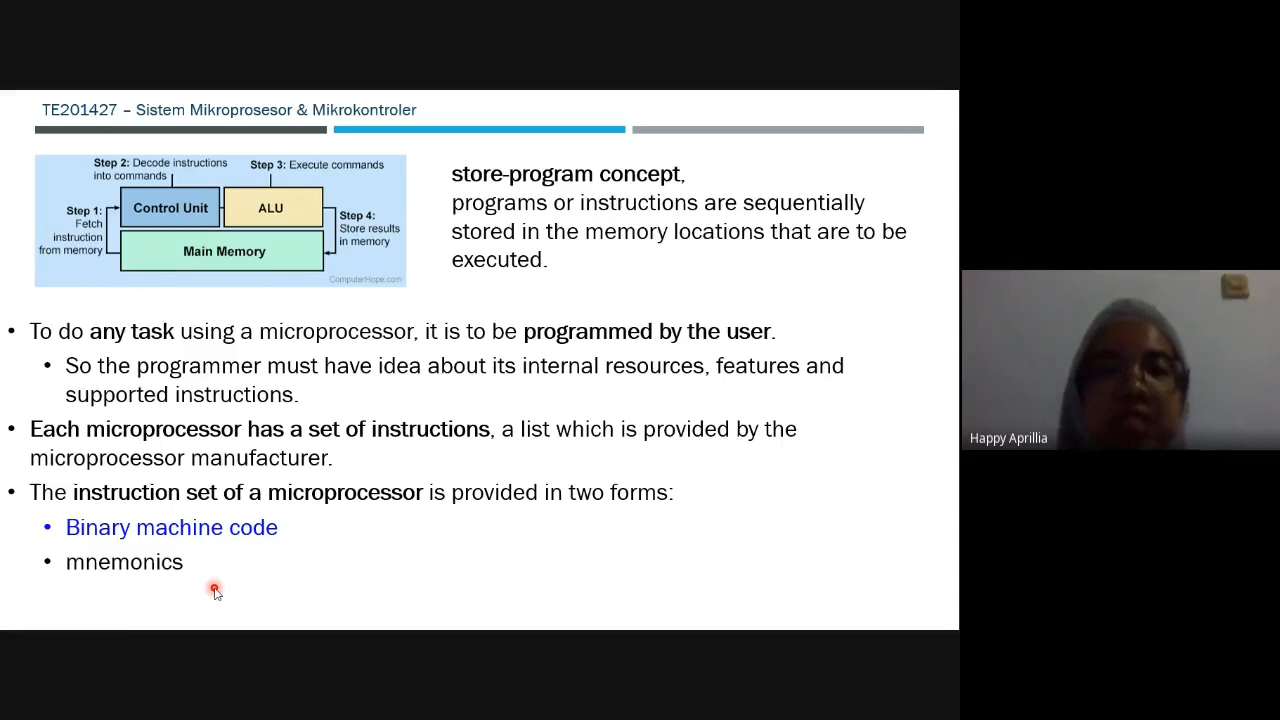 TE201427 – Sistem Mikroprosesor & Mikrokontroler
Step 2: Decode instructions
into commands
Step 3: Execute commands
Step 1:
Fetch
instruction
from memory
Control Unit
ALU
Main Memory
Step 4:
Store results
in memory
ComputerHope.com
store-program concept,
programs or instructions are sequentially
stored in the memory locations that are to be
executed.
• To do any task using a microprocessor, it is to be programmed by the user.
• So the programmer must have idea about its internal resources, features and
supported instructions.
• Each microprocessor has a set of instructions, a list which is provided by the
microprocessor manufacturer.
• The instruction set of a microprocessor is provided in two forms:
• Binary machine code
• mnemonics
Happy Aprillia